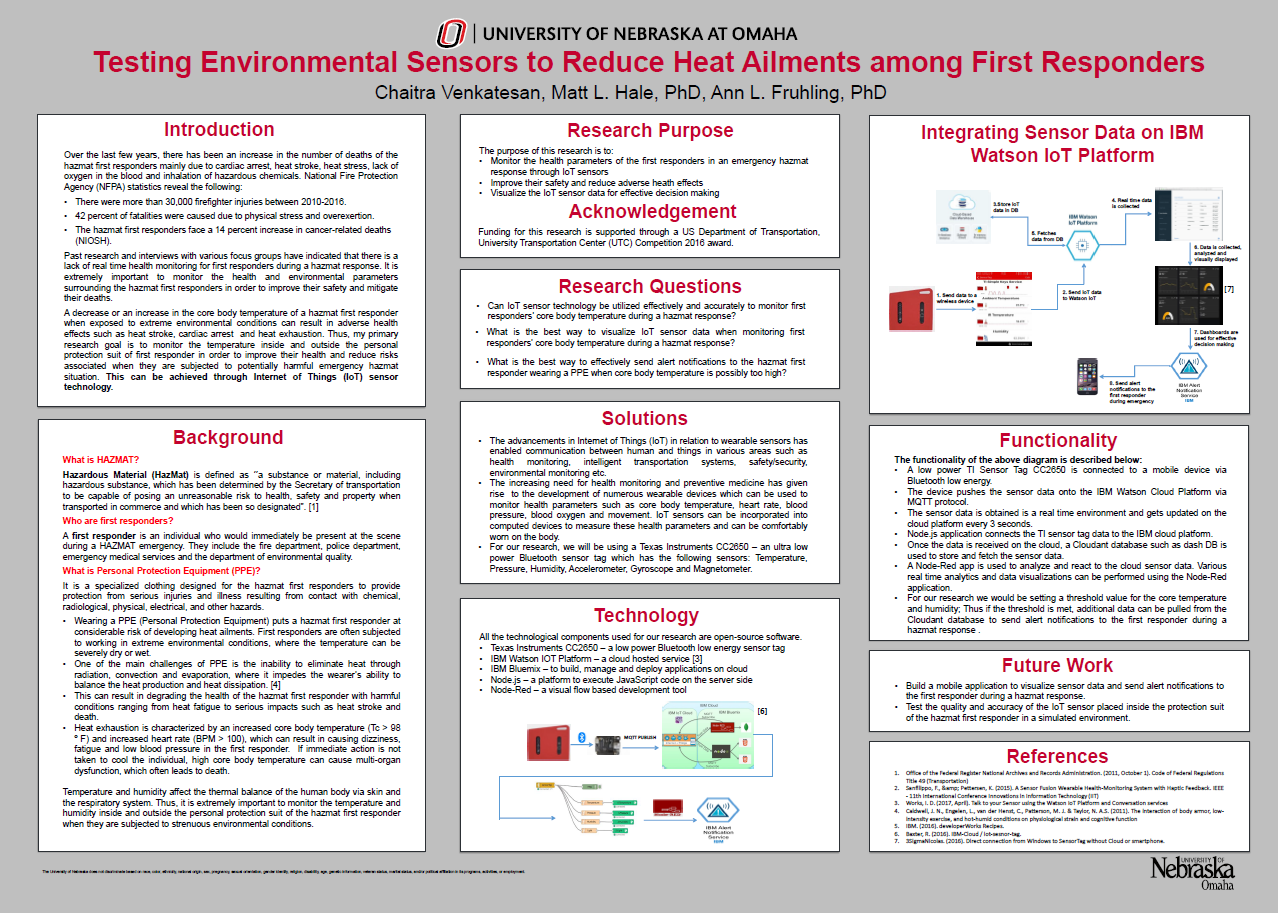 UNIVERSITY OF NEBRASKA AT OMAHA
Testing Environmental Sensors to Reduce Heat Ailments among First Responders
Chaitra Venkatesan, Matt L. Hale, PhD, Ann L. Fruhling, PhD
Introduction
Over the last few years, there has been an increase in the number of deaths of the
hazmat first responders mainly due to cardiac arrest, heat stroke, heat stress, lack of
oxygen in the blood and inhalation of hazardous chemicals. National Fire Protection
Agency (NFPA) statistics reveal the following:
• There were more than 30,000 firefighter injuries between 2010-2016.
• 42 percent of fatalities were caused due to physical stress and overexertion.
• The hazmat first responders face a 14 percent increase in cancer-related deaths
(NIOSH).
Past research and interviews with various focus groups have indicated that there is a
lack of real time health monitoring for first responders during a hazmat response. It is
extremely important to monitor the health and environmental parameters
surrounding the hazmat first responders in order to improve their safety and mitigate
their deaths.
A decrease or an increase in the core body temperature of a hazmat first responder
when exposed to extreme environmental conditions can result in adverse health
effects such as heat stroke, cardiac arrest and heat exhaustion. Thus, my primary
research goal is to monitor the temperature inside and outside the personal
protection suit of first responder in order to improve their health and reduce risks
associated when they are subjected to potentially harmful emergency hazmat
situation. This can be achieved through Internet of Things (IoT) sensor
technology.
Background
What is HAZMAT?
Hazardous Material (HazMat) is defined as “a substance or material, including
hazardous substance, which has been determined by the Secretary of transportation
to be capable of posing an unreasonable risk to health, safety and property when
transported in commerce and which has been so designated". [1]
Who are first responders?
A first responder is an individual who would immediately be present at the scene
during a HAZMAT emergency. They include the fire department, police department,
emergency medical services and the department of environmental quality.
What is Personal Protection Equipment (PPE)?
It is a specialized clothing designed for the hazmat first responders to provide
protection from serious injuries and illness resulting from contact with chemical,
radiological, physical, electrical, and other hazards.
• Wearing a PPE (Personal Protection Equipment) puts a hazmat first responder at
considerable risk of developing heat ailments. First responders are often subjected
to working in extreme environmental conditions, where the temperature can be
severely dry or wet.
• One of the main challenges of PPE is the inability to eliminate heat through
radiation, convection and evaporation, where it impedes the wearer's ability to
balance the heat production and heat dissipation. [4]
• This can result in degrading the health of the hazmat first responder with harmful
conditions ranging from heat fatigue to serious impacts such as heat stroke and
death.
• Heat exhaustion is characterized by an increased core body temperature (Tc > 98
° F) and increased heart rate (BPM > 100), which can result in causing dizziness,
fatigue and low blood pressure in the first responder. If immediate action is not
taken to cool the individual, high core body temperature can cause multi-organ
dysfunction, which often leads to death.
Temperature and humidity affect the thermal balance of the human body via skin and
the respiratory system. Thus, it is extremely important to monitor the temperature and
humidity inside and outside the personal protection suit of the hazmat first responder
when they are subjected to strenuous environmental conditions.
Research Purpose
The purpose of this research is to:
• Monitor the health parameters of the first responders in an emergency hazmat
response through IoT sensors
• Improve their safety and reduce adverse heath effects
• Visualize the IoT sensor data for effective decision making
Acknowledgement
Funding for this research is supported through a US Department of Transportation,
University Transportation Center (UTC) Competition 2016 award.
Research Questions
• Can IoT sensor technology be utilized effectively and accurately to monitor first
responders' core body temperature during a hazmat response?
• What is the best way to visualize IoT sensor data when monitoring first
responders' core body temperature during a hazmat response?
• What is the best way to effectively send alert notifications to the hazmat first
responder wearing a PPE when core body temperature is possibly too high?
Solutions
• The advancements in Internet of Things (IoT) in relation to wearable sensors has
enabled communication between human and things in various areas such as
health monitoring, intelligent transportation systems, safety/security,
environmental monitoring etc.
• The increasing need for health monitoring and preventive medicine has given
rise to the development of numerous wearable devices which can be used to
monitor health parameters such as core body temperature, heart rate, blood
pressure, blood oxygen and movement. IoT sensors can be incorporated into
computed devices to measure these health parameters and can be comfortably
worn on the body.
• For our research, we will be using a Texas Instruments CC2650 – an ultra low
power Bluetooth sensor tag which has the following sensors: Temperature,
Pressure, Humidity, Accelerometer, Gyroscope and Magnetometer.
Technology
All the technological components used for our research are open-source software.
• Texas Instruments CC2650 – a low power Bluetooth low energy sensor tag
• IBM Watson IOT Platform – a cloud hosted service [3]
• IBM Bluemix – to build, manage and deploy applications on cloud
• Node.js – a platform to execute JavaScript code on the server side
• Node-Red – a visual flow based development tool
IBM Cloud
IBM IoT Cloud
IBM Bluemix
[6]
MQTT PUBLISH
IBM Alert
Notification
Service
IBM
Integrating Sensor Data on IBM
Watson IoT Platform
4. Real time data
is collected
3.Store IoT
data in DB
IBM Watson
IoT Platform
5. Fetches
data from DB
6. Data is collected,
analyzed and
visually displayed
[7]
1. Send data to a
wireless device
Ambient Temperature
IR Temperature
Humidity
2. Send IoT data
to Watson IoT
7. Dashboards are
used for effective
decision making
8. Send alert
notifications to the
first responder
during emergency
IBM Alert
Notification
Service
IBM
Functionality
The functionality of the above diagram is described below:
• A low power TI Sensor Tag CC2650 is connected to a mobile device via
Bluetooth low energy.
• The device pushes the sensor data onto the IBM Watson Cloud Platform via
MQTT protocol.
• The sensor data is obtained is a real time environment and gets updated on the
cloud platform every 3 seconds.
• Node.js application connects the TI sensor tag data to the IBM cloud platform.
• Once the data is received on the cloud, a Cloudant database such as dash DB is
used to store and fetch the sensor data.
• A Node-Red app is used to analyze and react to the cloud sensor data. Various
real time analytics and data visualizations can be performed using the Node-Red
application.
• For our research we would be setting a threshold value for the core temperature
and humidity; Thus if the threshold is met, additional data can be pulled from the
Cloudant database to send alert notifications to the first responder during a
hazmat response .
Future Work
• Build a mobile application to visualize sensor data and send alert notifications to
the first responder during a hazmat response.
• Test the quality and accuracy of the IoT sensor placed inside the protection suit
of the hazmat first responder in a simulated environment.
References
1. Office of the Federal Register National Archives and Records Administration. (2011, October 1). Code of Federal Regulations
Title 49 (Transportation)
2. Sanfilippo, F., &amp; Pettersen, K. (2015). A Sensor Fusion Wearable Health-Monitoring System with Haptic Feedback. IEEE
- 11th International Conference Innovations in Information Technology (IIT)
3. Works, I. D. (2017, April). Talk to your Sensor using the Watson IoT Platform and Conversation services
4. Caldwell, J. N., Engelen, L., van der Henst, C., Patterson, M. J. & Taylor, N. A.S. (2011). The interaction of body armor, low-
intensity exercise, and hot-humid conditions on physiological strain and cognitive function
5. IBM. (2016). developerWorks Recipes.
6. Baxter, R. (2016). IBM-Cloud / iot-sesnor-tag.
7. 3SigmaNicolas. (2016). Direct connection from Windows to SensorTag without Cloud or smartphone.
The University of Nebraska does not discriminate based on race, color, ethnicity, national origin, sex, pregnancy, sexual orientation, gender identity, religion, disability, age, genetic information, veteran status, marital status, and/or political affiliation in its programs, activities, or employment.
UNIVERSITY OF
Nebraska
Omaha